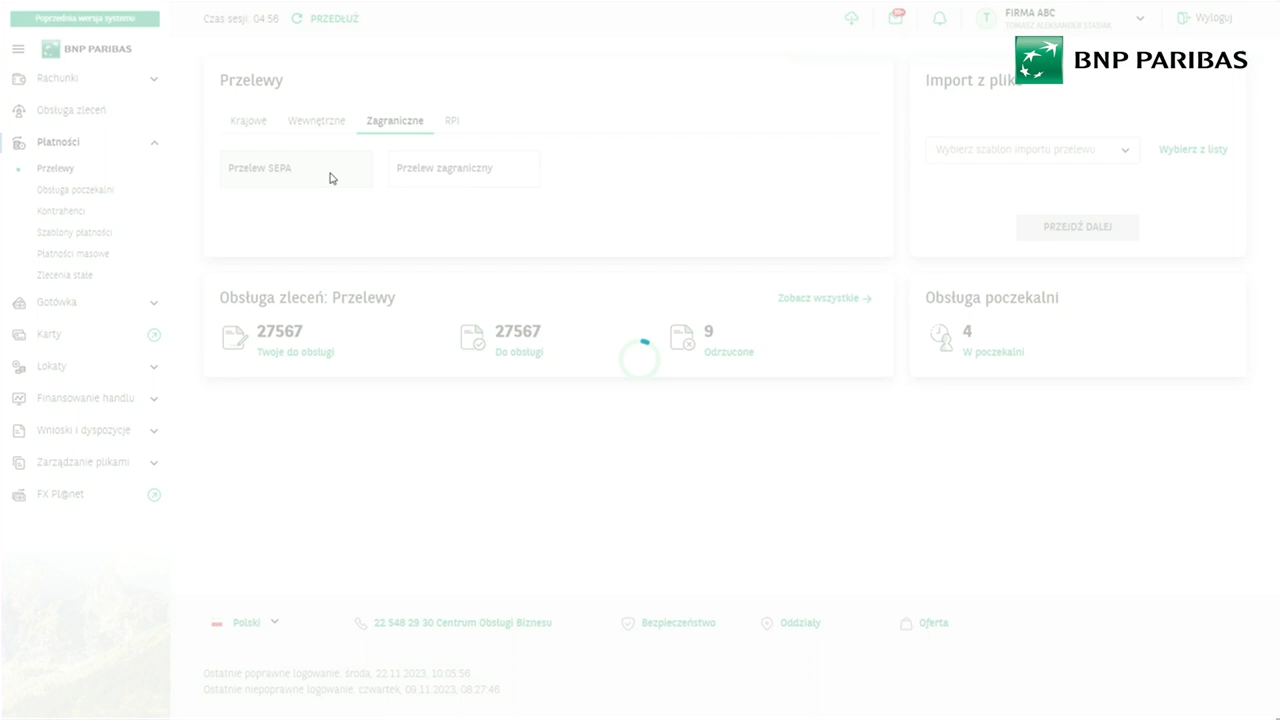 Poprzednia wersja systemu
Czas sesji: 04:56
PRZEDŁUŻ
FIRMA ABC
TOMASZ ALEKSANDER STASIAK
Wyloguj
BNP PARIBAS
BNP PARIBAS
Rachunki
Obsługa zleceń
Płatności
Przelewy
Obsługa poczekalni
Kontrahenci
Szablony płatności
Płatności masowe
Zlecenia stałe
Gotówka
Karty
Lokaty
Finansowanie handlu
Wnioski i dyspozycje
Zarządzanie plikami
FX Pl@net
Przelewy
Krajowe Wewnętrzne Zagraniczne RPI
Przelew SEPA Przelew zagraniczny
Import z
Wybierz szablon importu przelewu
Wybierz z listy
PRZEJDŹ DALEJ
Obsługa zleceń: Przelewy
Zobacz wszystkie
27567
Twoje do obsługi
27567
Do obsługi
9
Odrzucone
Obsługa poczekalni
4
W poczekalni
Polski
22 548 29 30 Centrum Obsługi Biznesu
Bezpieczeństwo
Oddziały
Oferta
Ostatnie poprawne logowanie: środa, 22.11.2023, 10:05:56
Ostatnie niepoprawne logowanie: czwartek, 09.11.2023, 08:27:46